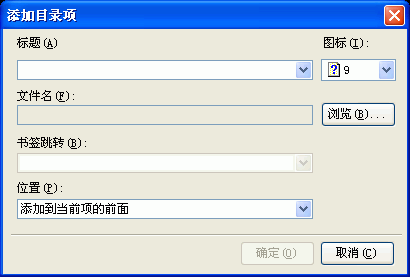 添加目录项
标题(A) 图标(I):
9
文件名(F):
浏览(B)...
书签跳转(B):
位置(P):
添加到当前项的前面
确定(O) 取消(C)